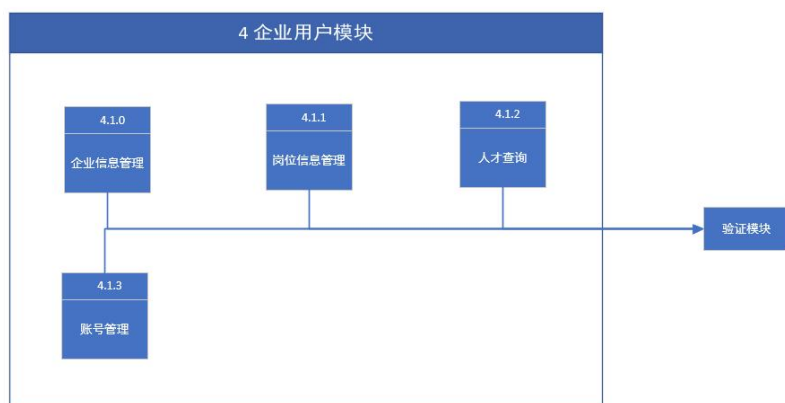 4 企业用户模块
4.1.0
企业信息管理
4.1.1
岗位信息管理
4.1.2
人才查询
验证模块
4.1.3
账号管理